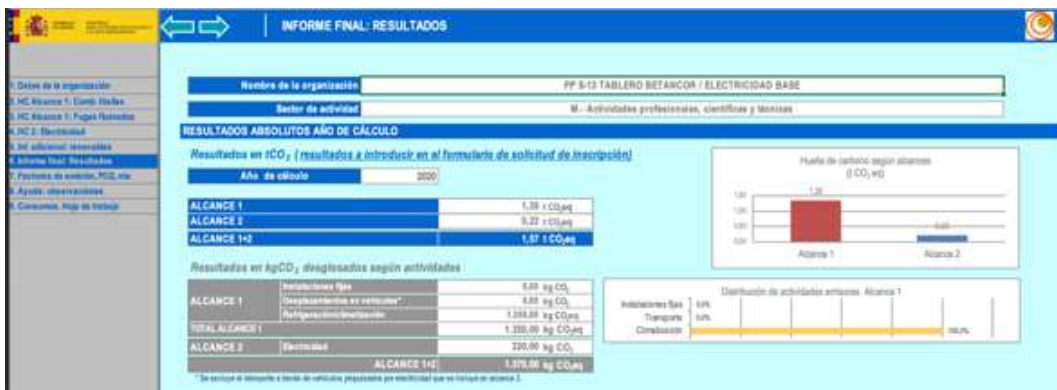 INFORME FINAL: RESULTADOS
1. Datos de la organización
2. HC Alcance 1: Comb. fósiles
3. HC Alcance 1: Fugas fluorados
4. HC 2: Electricidad
5. Inf. adicional: renovables
6. Informe final: Resultados
7. Factores de emisión, PCG, mix
8. Ayuda: observaciones
9. Consumos. Hoja de trabajo
Nombre de la organización PP S-13 TABLERO BETANCOR / ELECTRICIDAD BASE
Sector de actividad M.- Actividades profesionales, científicas y técnicas
RESULTADOS ABSOLUTOS AÑO DE CÁLCULO
Resultados en tCO₂ (resultados a introducir en el formulario de solicitud de inscripción)
Año de cálculo 2020
ALCANCE 1 1,35 t CO₂eq
ALCANCE 2 0,22 t CO₂eq
ALCANCE 1+2 1,57 t CO₂eq
Huella de carbono según alcances
(t CO₂ eq)
Alcance 1 Alcance 2
Resultados en kgCO₂ desglosados según actividades
ALCANCE 1
Instalaciones fijas 0,00 kg CO₂
Desplazamientos en vehículos* 0,00 kg CO₂
Refrigeración/climatización 1.350,00 kg CO₂eq
TOTAL ALCANCE 1 1.350,00 kg CO₂eq
ALCANCE 2 Electricidad 220,00 kg CO₂
ALCANCE 1+2 1.570,00 kg CO₂eq
* Se excluye el transporte a través de vehículos propulsados por electricidad que se incluye en alcance 2.
Distribución de actividades emisoras. Alcance 1
Instalaciones fijas 0,0%
Transporte 0,0%
Climatización 100,0%